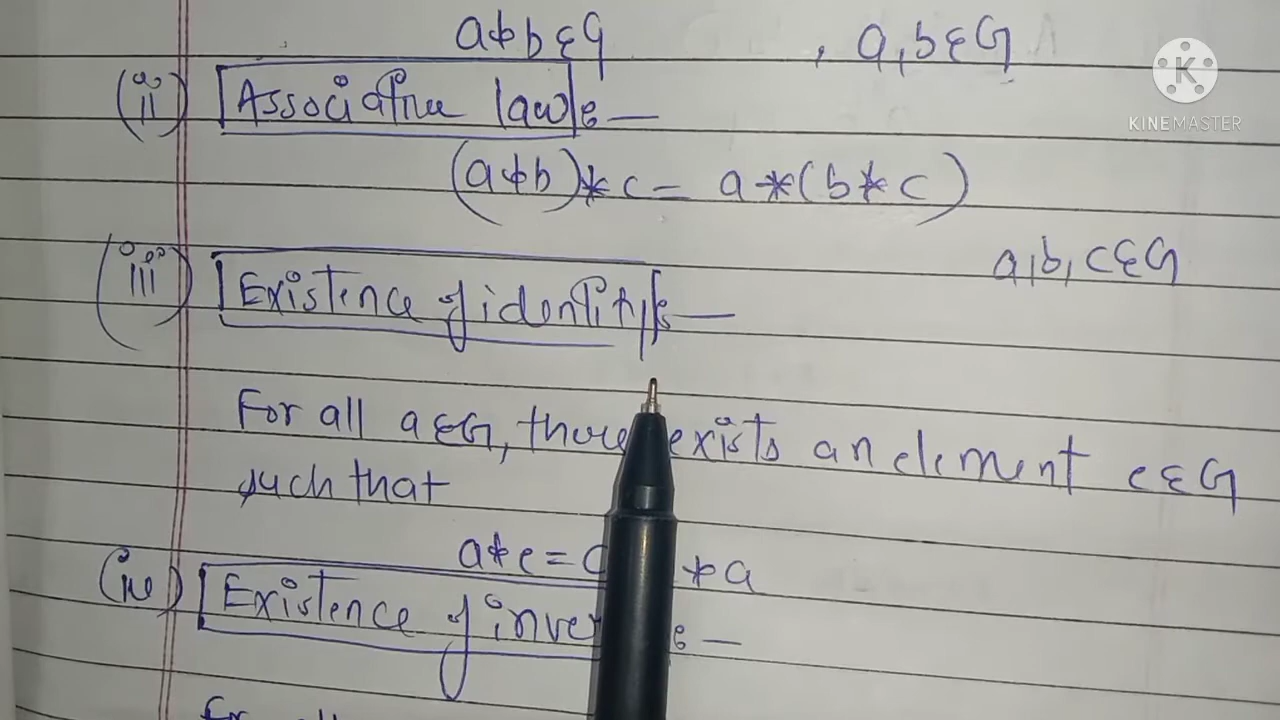 a*b∈G , a,b∈G
(ii) Associative law:—
(a*b)*c = a*(b*c)
a,b,c∈G
(iii) Existence of identity:—
For all a∈G, there exists an element e∈G
such that
a*e = *a
(iv) Existence of :—
K
KINEMASTER